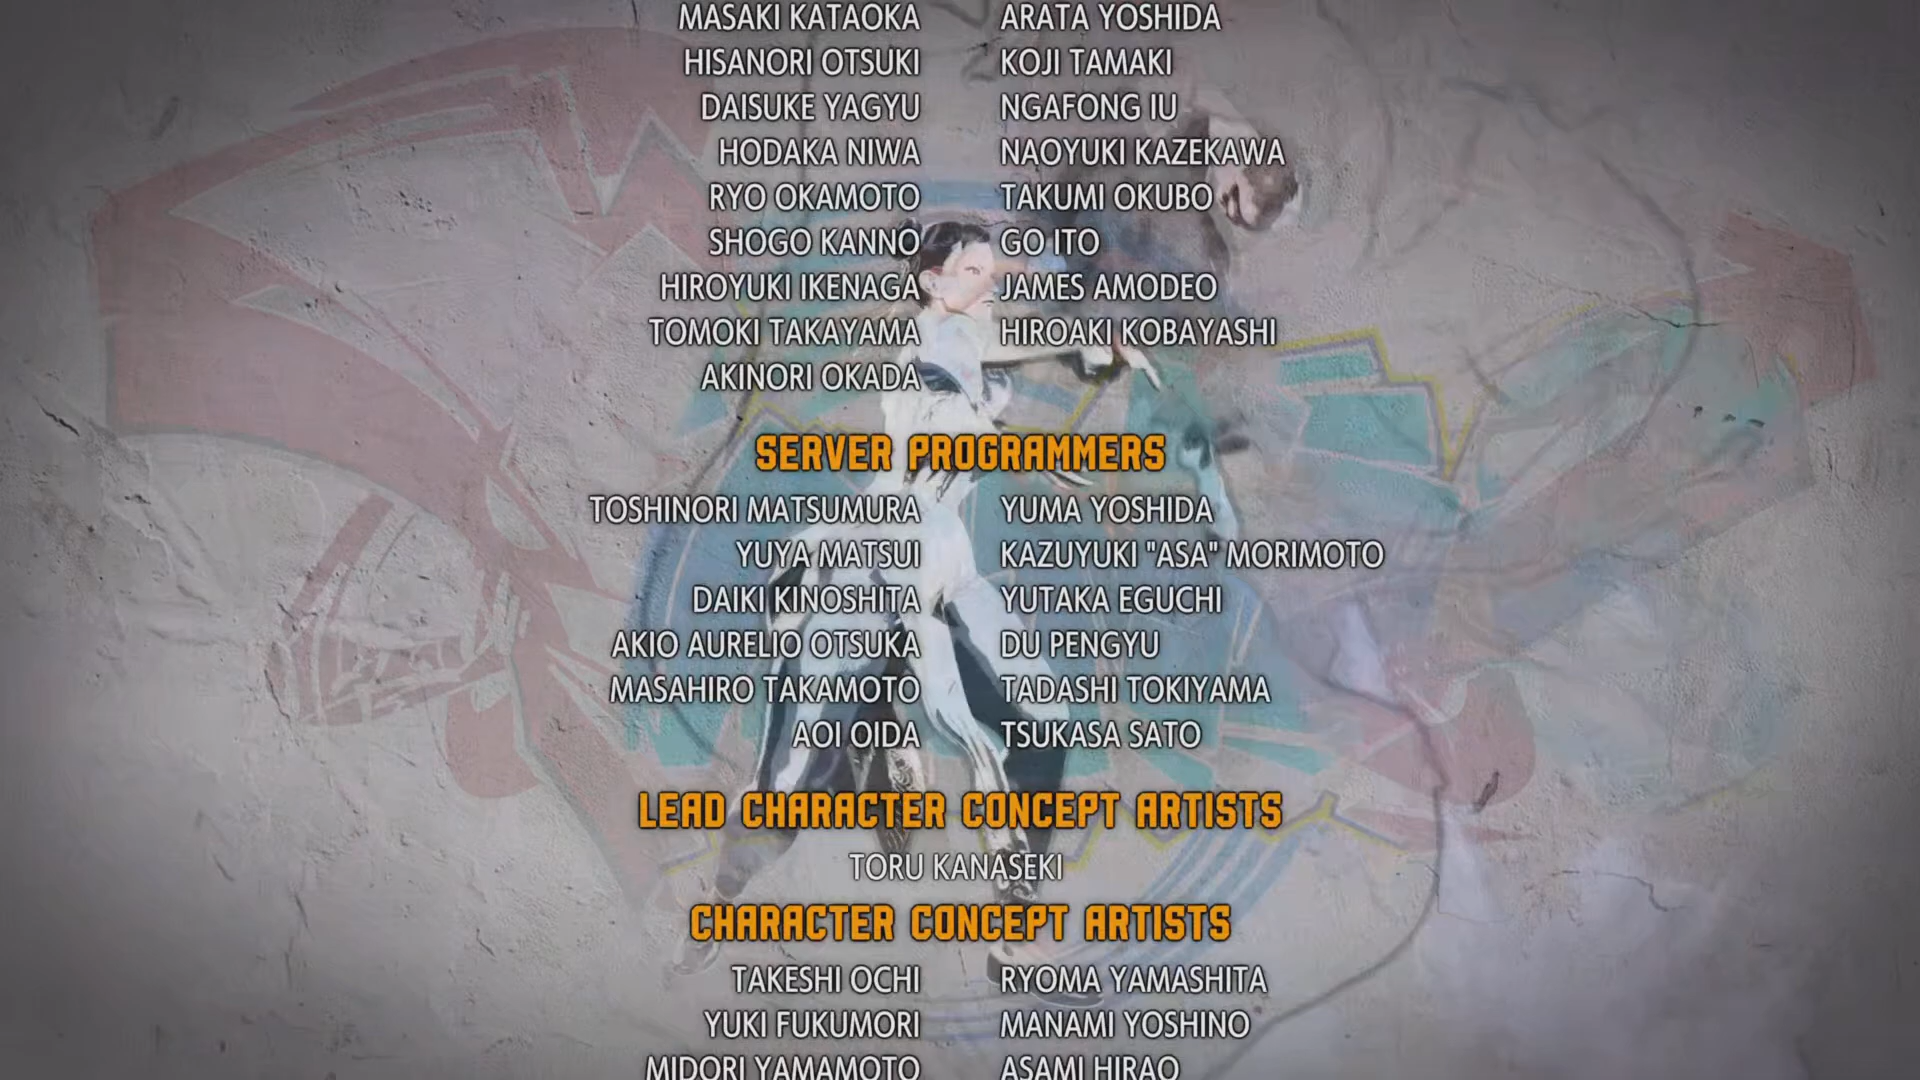 MASAKI KATAOKA ARATA YOSHIDA
HISANORI OTSUKI KOJI TAMAKI
DAISUKE YAGYU NGAFONG IU
HODAKA NIWA NAOYUKI KAZEKAWA
RYO OKAMOTO TAKUMI OKUBO
SHOGO KANNO GO ITO
HIROYUKI IKENAGA JAMES AMODEO
TOMOKI TAKAYAMA HIROAKI KOBAYASHI
AKINORI OKADA
SERVER PROGRAMMERS
TOSHINORI MATSUMURA YUMA YOSHIDA
YUYA MATSUI KAZUYUKI "ASA" MORIMOTO
DAIKI KINOSHITA YUTAKA EGUCHI
AKIO AURELIO OTSUKA DU PENGYU
MASAHIRO TAKAMOTO TADASHI TOKIYAMA
AOI OIDA TSUKASA SATO
LEAD CHARACTER CONCEPT ARTISTS
TORU KANASEKI
CHARACTER CONCEPT ARTISTS
TAKESHI OCHI RYOMA YAMASHITA
YUKI FUKUMORI MANAMI YOSHINO
MIDORI YAMAMOTO ASAMI HIRAO